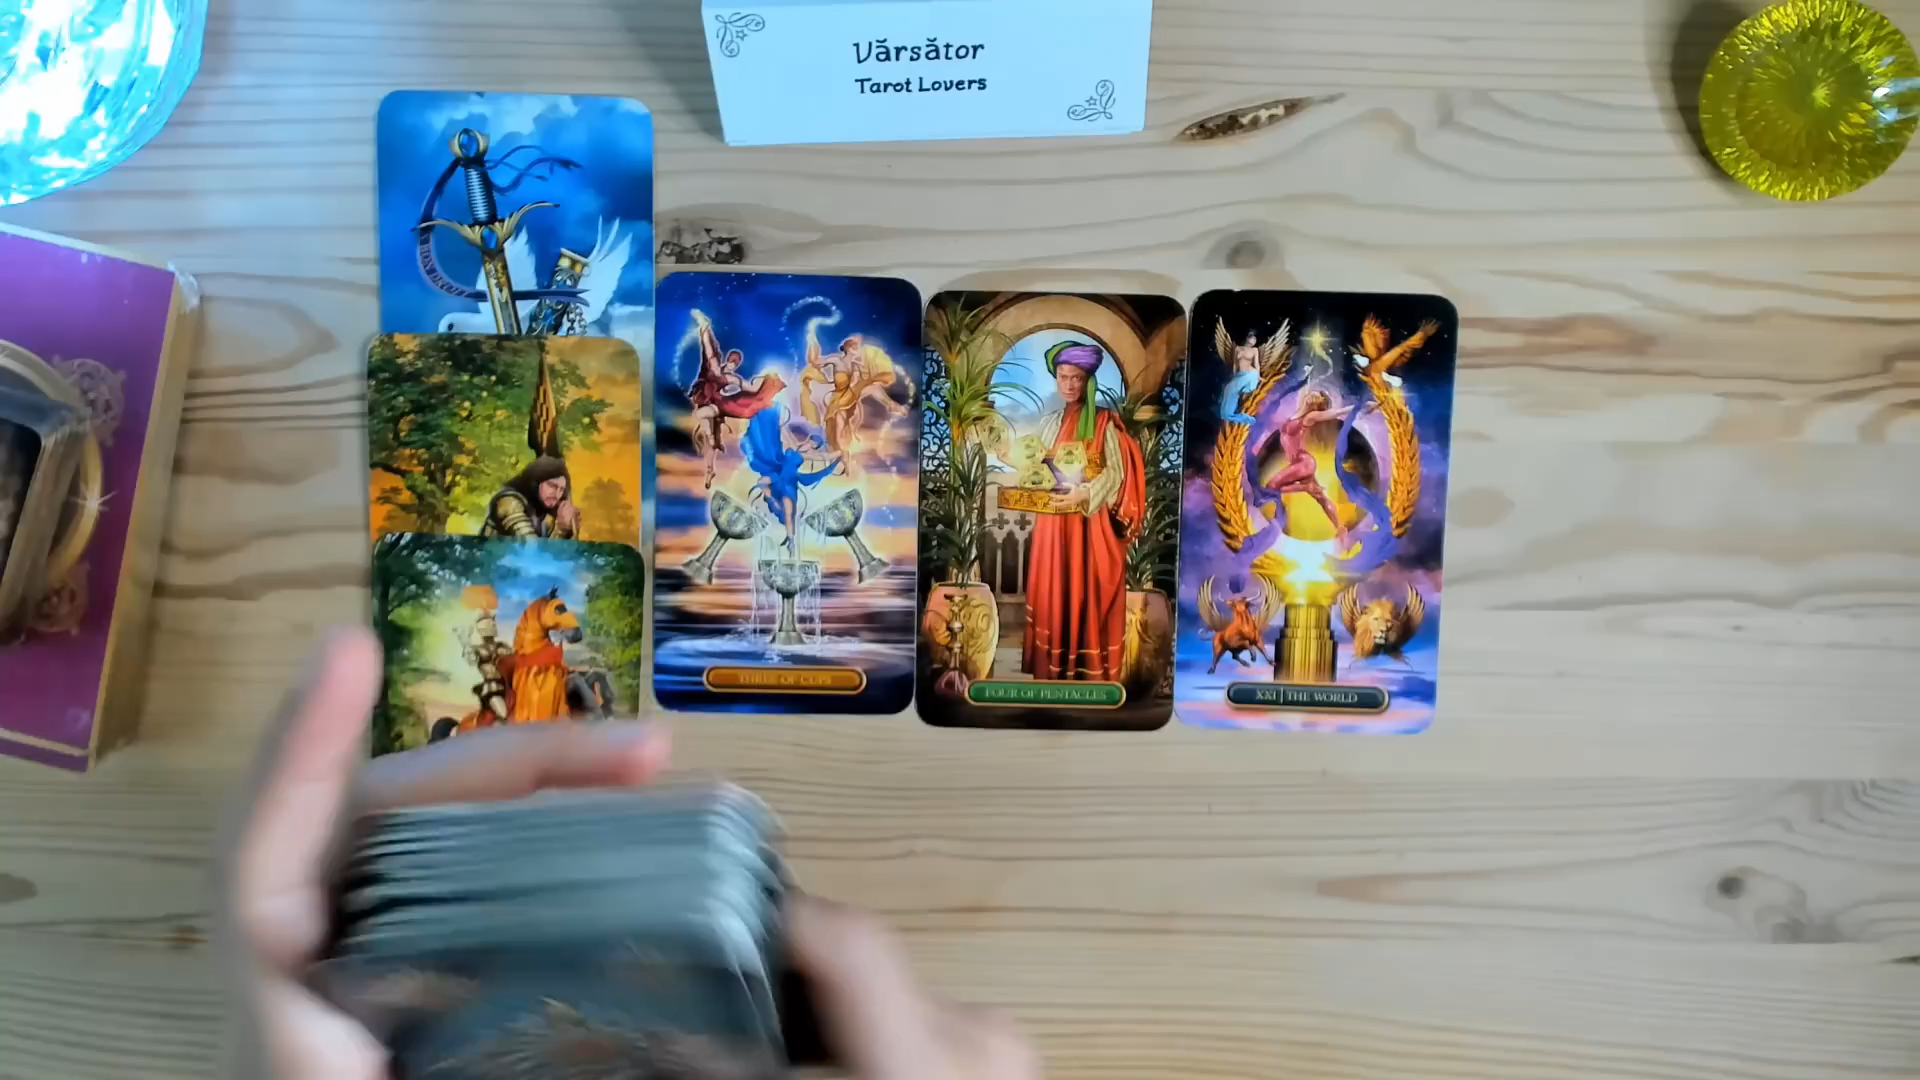 Vărsător
Tarot Lovers
THREE OF CUPS
FOUR OF PENTACLES
XXI | THE WORLD